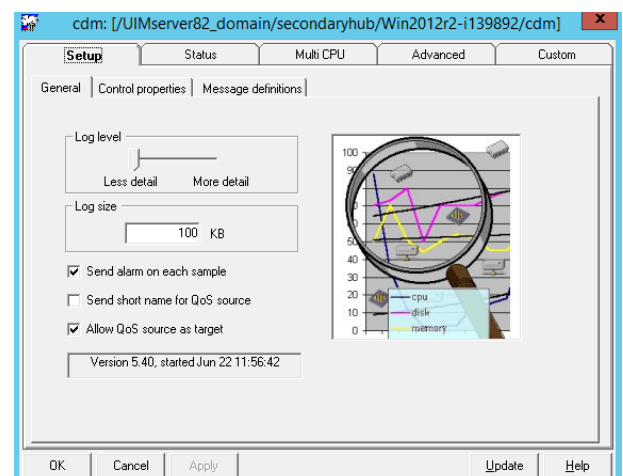 cdm: [/UIMserver82_domain/secondaryhub/Win2012r2-i139892/cdm]
x
Setup Status Multi CPU Advanced Custom
General Control properties Message definitions
Log level
Less detail More detail
Log size
100 KB
Send alarm on each sample
Send short name for QoS source
Allow QoS source as target
Version 5.40, started Jun 22 11:56:42
100
50
40
30
20
10
0
cpu
disk
memory
OK Cancel Apply Update Help